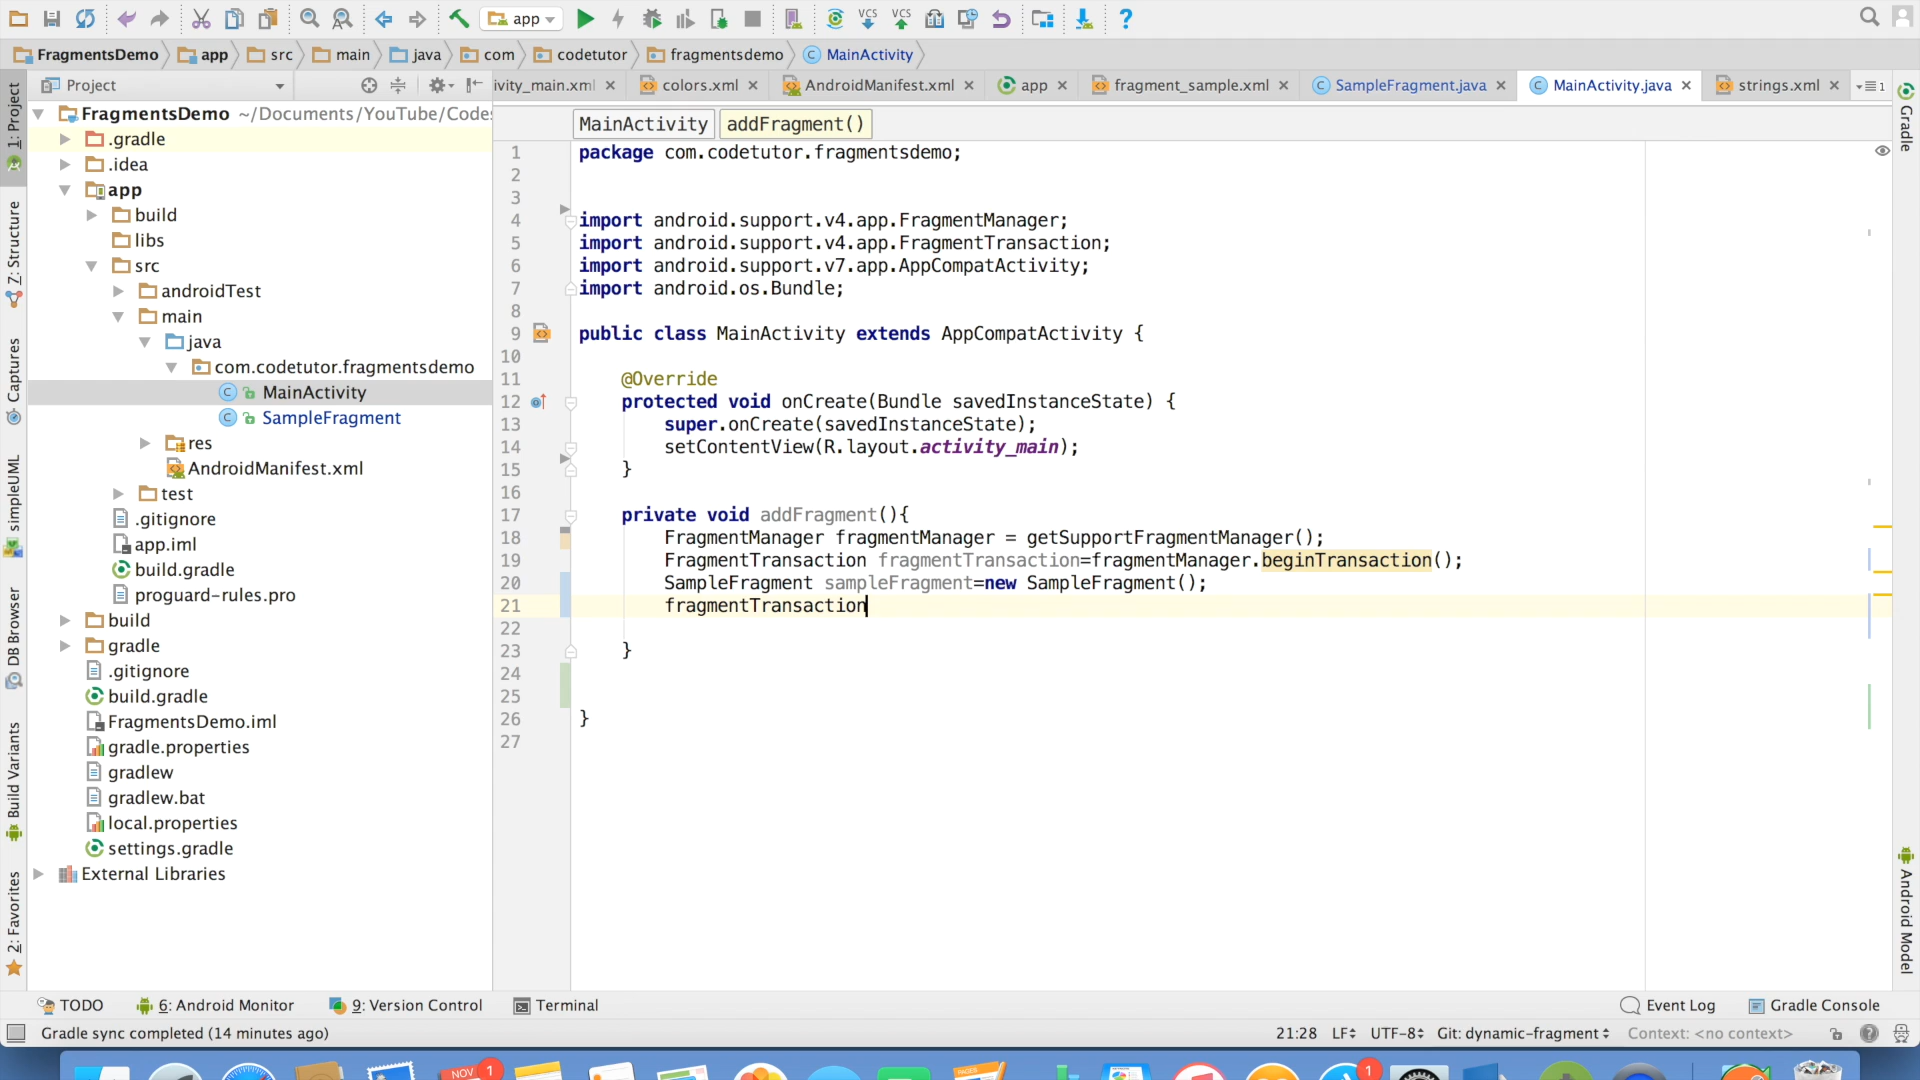 app
FragmentsDemo app src main java com codetutor fragmentsdemo MainActivity
Project
ivity_main.xml colors.xml AndroidManifest.xml app fragment_sample.xml SampleFragment.java MainActivity.java strings.xml 1
MainActivity addFragment()
FragmentsDemo ~/Documents/YouTube/Codes
.gradle
.idea
app
build
libs
src
androidTest
main
java
com.codetutor.fragmentsdemo
MainActivity
SampleFragment
res
AndroidManifest.xml
test
.gitignore
app.iml
build.gradle
proguard-rules.pro
build
gradle
.gitignore
build.gradle
FragmentsDemo.iml
gradle.properties
gradlew
gradlew.bat
local.properties
settings.gradle
External Libraries
1 package com.codetutor.fragmentsdemo;
2
3
4 import android.support.v4.app.FragmentManager;
5 import android.support.v4.app.FragmentTransaction;
6 import android.support.v7.app.AppCompatActivity;
7 import android.os.Bundle;
8
9 public class MainActivity extends AppCompatActivity {
10
11 @Override
12 protected void onCreate(Bundle savedInstanceState) {
13 super.onCreate(savedInstanceState);
14 setContentView(R.layout.activity_main);
15 }
16
17 private void addFragment(){
18 FragmentManager fragmentManager = getSupportFragmentManager();
19 FragmentTransaction fragmentTransaction=fragmentManager.beginTransaction();
20 SampleFragment sampleFragment=new SampleFragment();
21 fragmentTransaction
22
23 }
24
25
26 }
27
1: Project
Z: Structure
Captures
simpleUML
DB Browser
Build Variants
2: Favorites
Gradle
Android Model
TODO 6: Android Monitor 9: Version Control Terminal Event Log Gradle Console
Gradle sync completed (14 minutes ago) 21:28 LF UTF-8 Git: dynamic-fragment Context: <no context>
NOV 1 PAGES 1